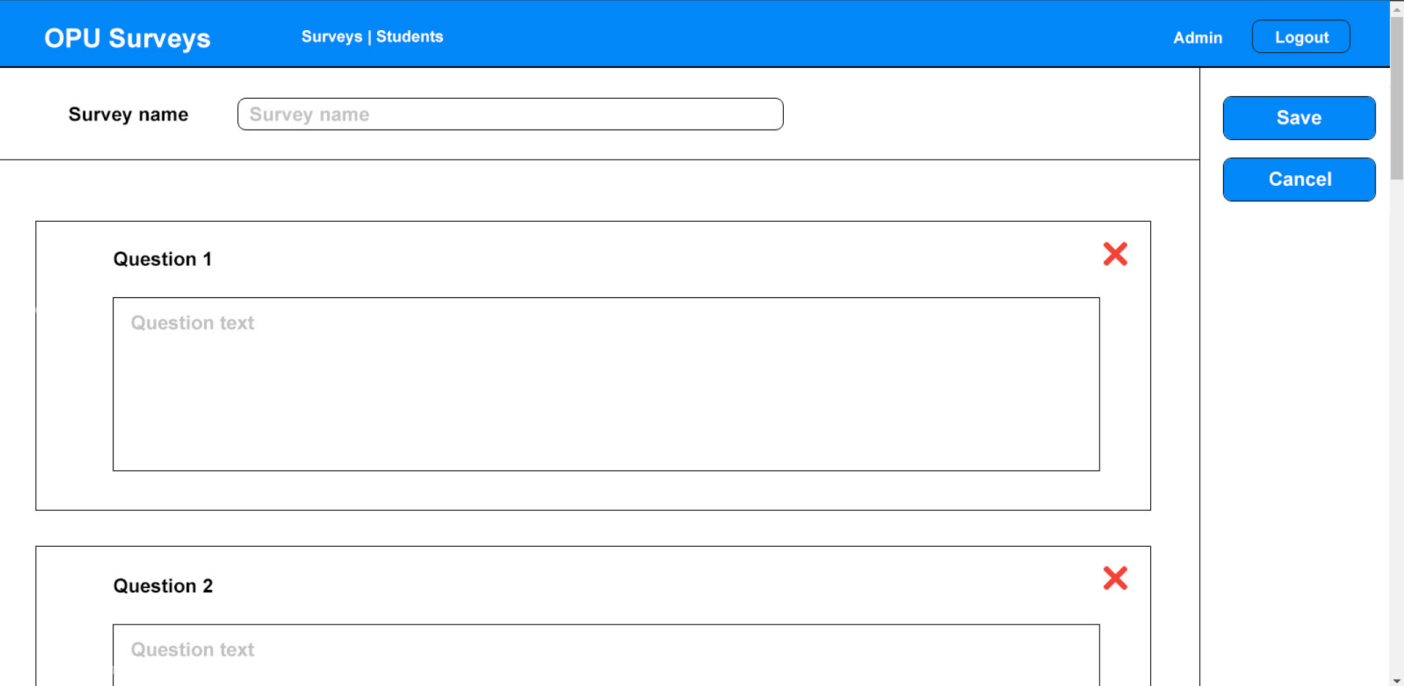 OPU Surveys
Surveys | Students
Admin
Logout
Survey name
Survey name
Save
Cancel
Question 1
Question text
Question 2
Question text